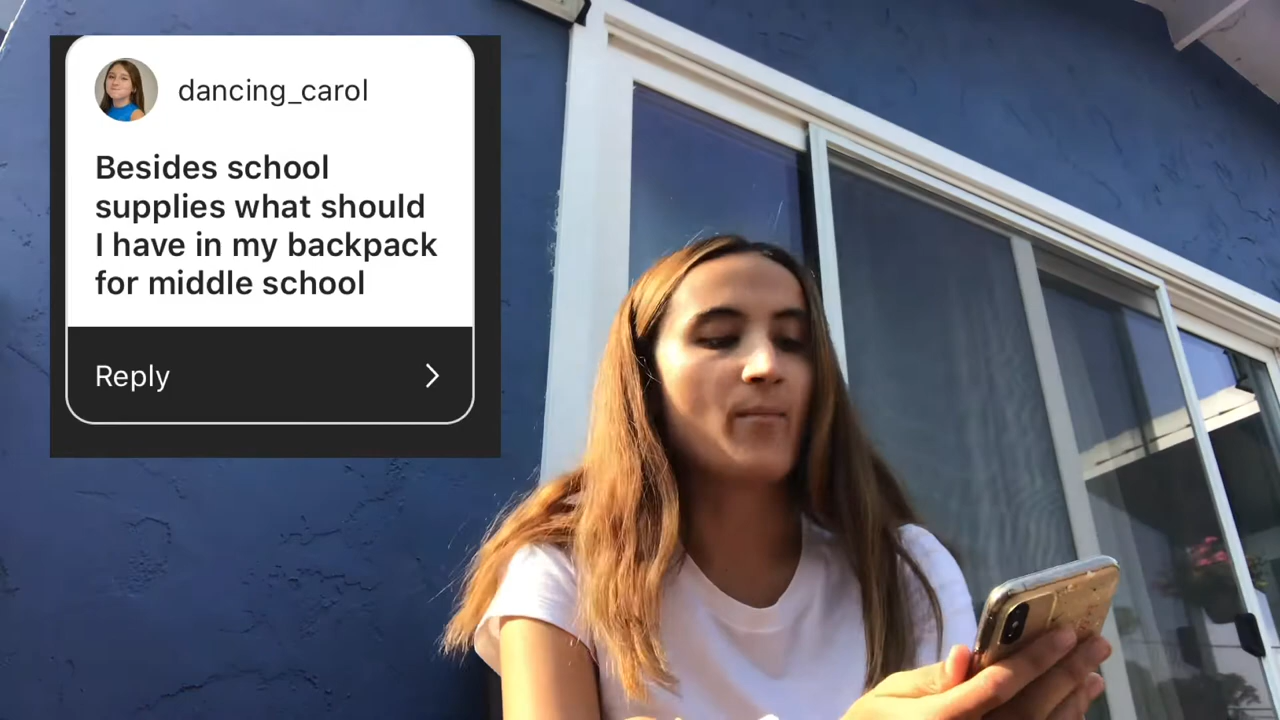 dancing_carol
Besides school
supplies what should
I have in my backpack
for middle school
Reply